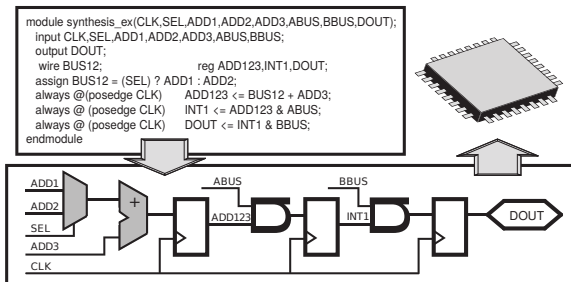 module synthesis_ex(CLK,SEL,ADD1,ADD2,ADD3,ABUS,BBUS,DOUT);
input CLK,SEL,ADD1,ADD2,ADD3,ABUS,BBUS;
output DOUT;
wire BUS12; reg ADD123,INT1,DOUT;
assign BUS12 = (SEL) ? ADD1 : ADD2;
always @(posedge CLK) ADD123 <= BUS12 + ADD3;
always @ (posedge CLK) INT1 <= ADD123 & ABUS;
always @ (posedge CLK) DOUT <= INT1 & BBUS;
endmodule
ADD1
ADD2
SEL
ADD3
CLK
+
ABUS
ADD123
BBUS
INT1
DOUT